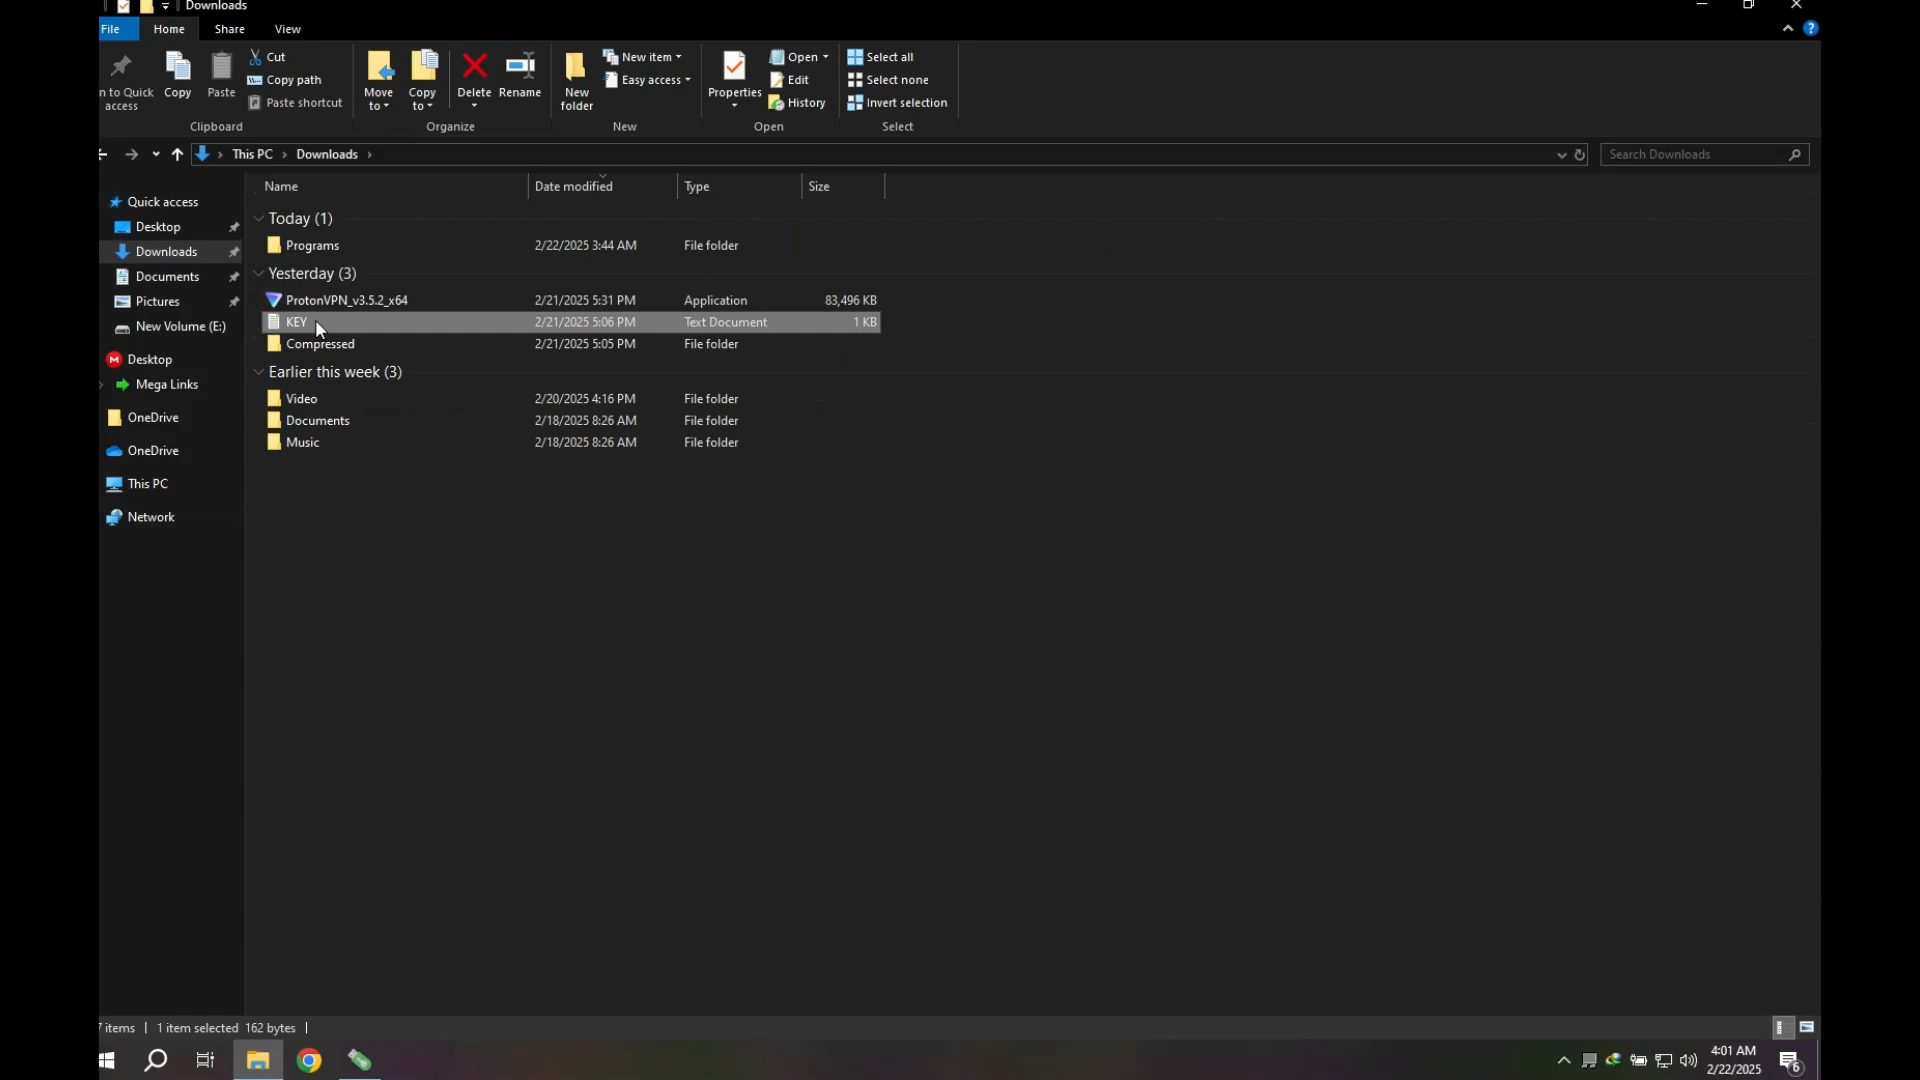 Downloads
File Home Share View
n to Quick access
Copy
Paste
Cut
Copy path
Paste shortcut
Clipboard
Move to
Copy to
Delete
Rename
Organize
New folder
New item
Easy access
New
Properties
Open
Edit
History
Open
Select all
Select none
Invert selection
Select
This PC > Downloads >
Search Downloads
Name Date modified Type Size
Quick access
Desktop
Downloads
Documents
Pictures
New Volume (E:)
Desktop
Mega Links
OneDrive
OneDrive
This PC
Network
Today (1)
Programs 2/22/2025 3:44 AM File folder
Yesterday (3)
ProtonVPN_v3.5.2_x64 2/21/2025 5:31 PM Application 83,496 KB
KEY 2/21/2025 5:06 PM Text Document 1 KB
Compressed 2/21/2025 5:05 PM File folder
Earlier this week (3)
Video 2/20/2025 4:16 PM File folder
Documents 2/18/2025 8:26 AM File folder
Music 2/18/2025 8:26 AM File folder
7 items 1 item selected 162 bytes
4:01 AM
2/22/2025
6